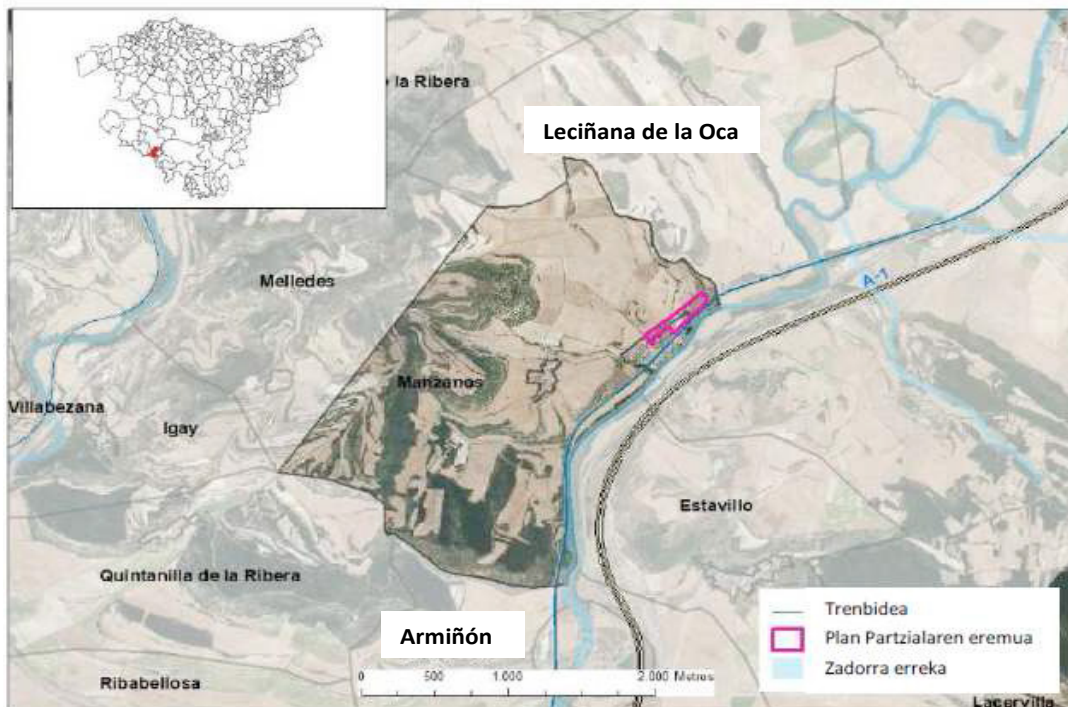 e la Ribera
Leciñana de la Oca
Melledes
A-1
Manzanos
Villabezana
Igay
Estavillo
Quintanilla de la Ribera
Armiñón
Ribabellosa
0 500 1.000 2.000 Metros
Trenbidea
Plan Partzialaren eremua
Zadorra erreka
Lacervilla